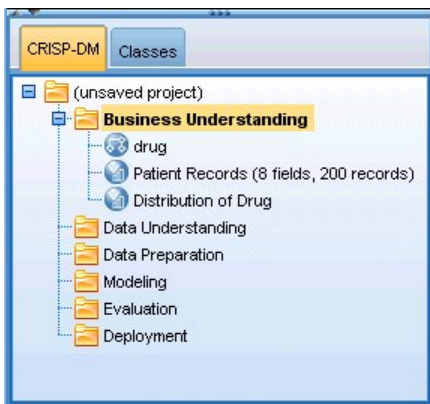 CRISP-DM Classes
(unsaved project)
Business Understanding
drug
Patient Records (8 fields, 200 records)
Distribution of Drug
Data Understanding
Data Preparation
Modeling
Evaluation
Deployment